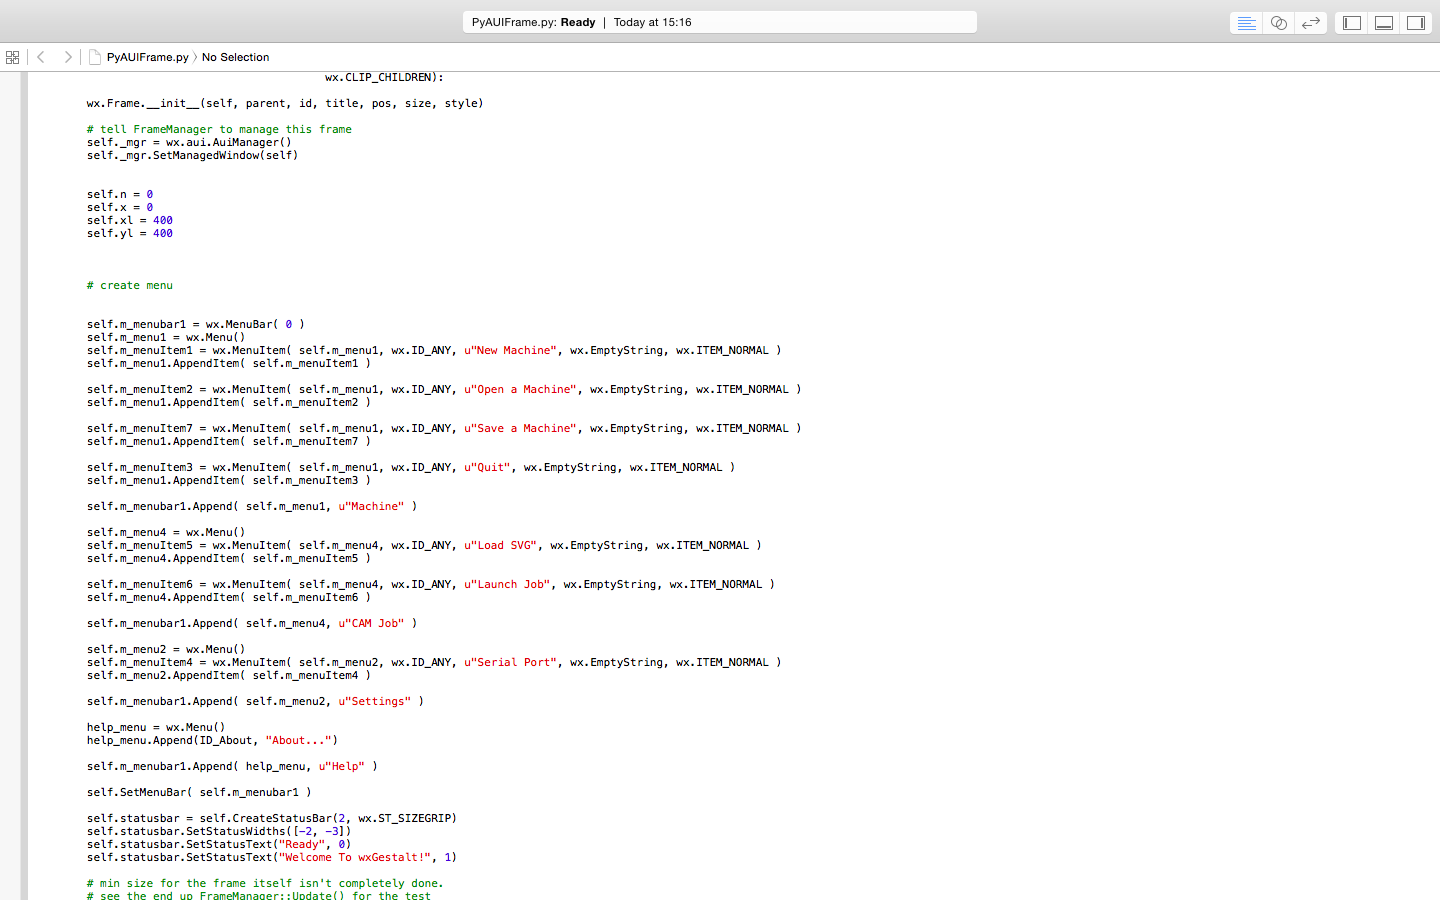 PyAUIFrame.py: Ready | Today at 15:16
PyAUIFrame.py 〉 No Selection
wx.CLIP_CHILDREN):
wx.Frame.__init__(self, parent, id, title, pos, size, style)
# tell FrameManager to manage this frame
self._mgr = wx.aui.AuiManager()
self._mgr.SetManagedWindow(self)
self.n = 0
self.x = 0
self.xl = 400
self.yl = 400
# create menu
self.m_menubar1 = wx.MenuBar( 0 )
self.m_menu1 = wx.Menu()
self.m_menuItem1 = wx.MenuItem( self.m_menu1, wx.ID_ANY, u"New Machine", wx.EmptyString, wx.ITEM_NORMAL )
self.m_menu1.AppendItem( self.m_menuItem1 )
self.m_menuItem2 = wx.MenuItem( self.m_menu1, wx.ID_ANY, u"Open a Machine", wx.EmptyString, wx.ITEM_NORMAL )
self.m_menu1.AppendItem( self.m_menuItem2 )
self.m_menuItem7 = wx.MenuItem( self.m_menu1, wx.ID_ANY, u"Save a Machine", wx.EmptyString, wx.ITEM_NORMAL )
self.m_menu1.AppendItem( self.m_menuItem7 )
self.m_menuItem3 = wx.MenuItem( self.m_menu1, wx.ID_ANY, u"Quit", wx.EmptyString, wx.ITEM_NORMAL )
self.m_menu1.AppendItem( self.m_menuItem3 )
self.m_menubar1.Append( self.m_menu1, u"Machine" )
self.m_menu4 = wx.Menu()
self.m_menuItem5 = wx.MenuItem( self.m_menu4, wx.ID_ANY, u"Load SVG", wx.EmptyString, wx.ITEM_NORMAL )
self.m_menu4.AppendItem( self.m_menuItem5 )
self.m_menuItem6 = wx.MenuItem( self.m_menu4, wx.ID_ANY, u"Launch Job", wx.EmptyString, wx.ITEM_NORMAL )
self.m_menu4.AppendItem( self.m_menuItem6 )
self.m_menubar1.Append( self.m_menu4, u"CAM Job" )
self.m_menu2 = wx.Menu()
self.m_menuItem4 = wx.MenuItem( self.m_menu2, wx.ID_ANY, u"Serial Port", wx.EmptyString, wx.ITEM_NORMAL )
self.m_menu2.AppendItem( self.m_menuItem4 )
self.m_menubar1.Append( self.m_menu2, u"Settings" )
help_menu = wx.Menu()
help_menu.Append(ID_About, "About...")
self.m_menubar1.Append( help_menu, u"Help" )
self.SetMenuBar( self.m_menubar1 )
self.statusbar = self.CreateStatusBar(2, wx.ST_SIZEGRIP)
self.statusbar.SetStatusWidths([-2, -3])
self.statusbar.SetStatusText("Ready", 0)
self.statusbar.SetStatusText("Welcome To wxGestalt!", 1)
# min size for the frame itself isn't completely done.
# see the end up FrameManager::Update() for the test